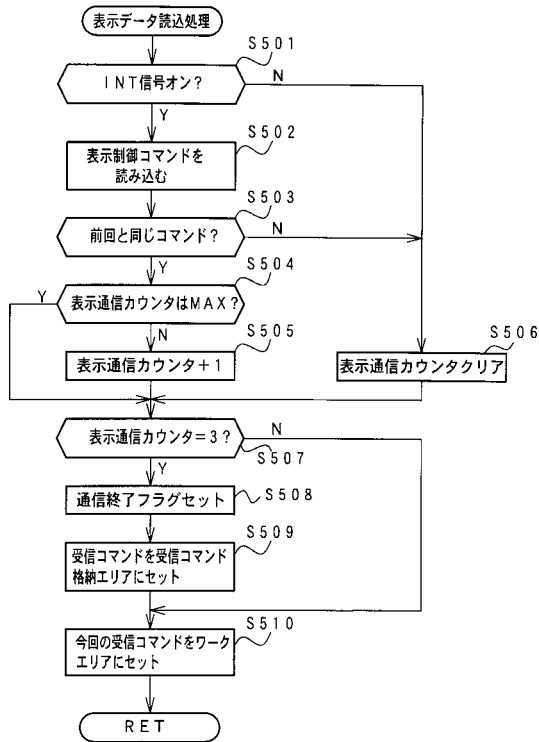 表示データ読込処理
S501
INT信号オン?
N
Y
S502
表示制御コマンドを
読み込む
S503
前回と同じコマンド?
N
Y
S504
Y
表示通信カウンタはMAX?
N
S505
表示通信カウンタ+1
S506
表示通信カウンタクリア
表示通信カウンタ=3?
N
S507
Y
通信終了フラグセット
S508
S509
受信コマンドを受信コマンド
格納エリアにセット
S510
今回の受信コマンドをワーク
エリアにセット
RET